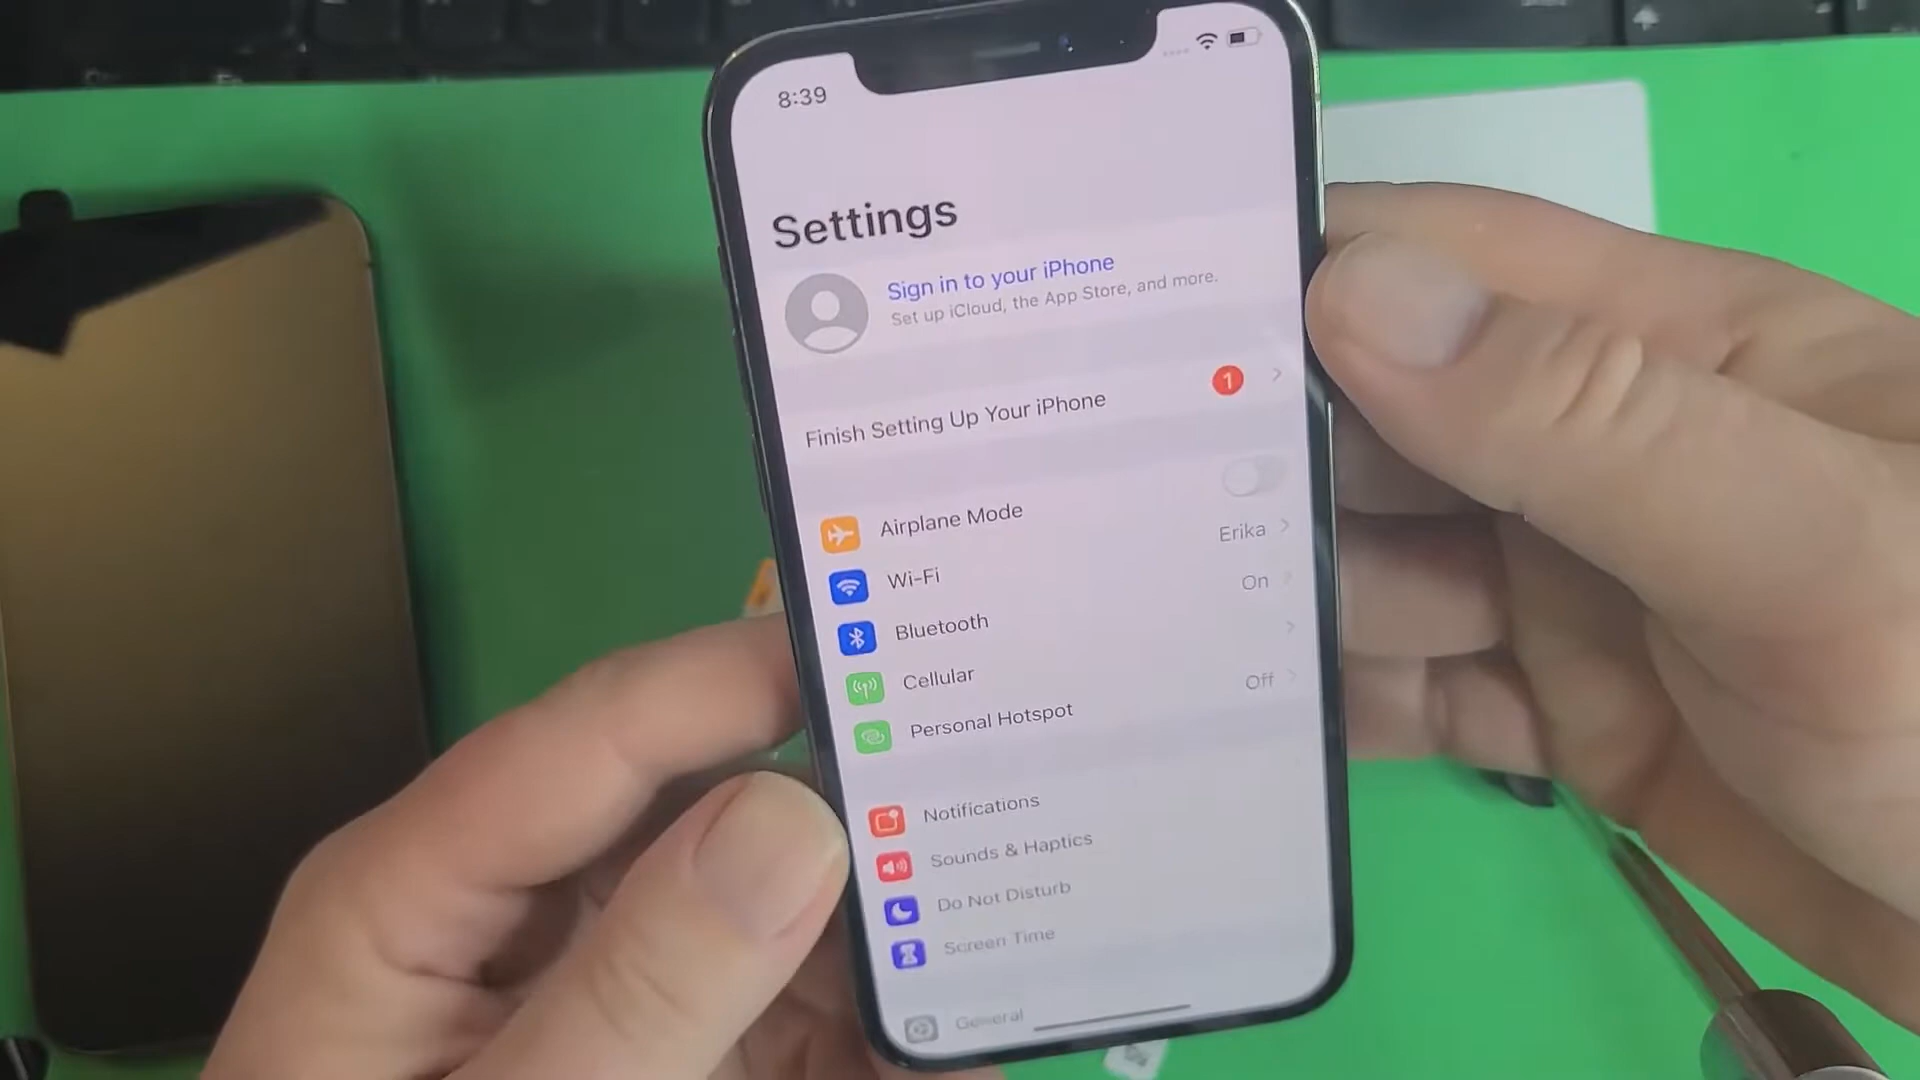 8:39
Settings
Sign in to your iPhone
Set up iCloud, the App Store, and more.
Finish Setting Up Your iPhone
1
Airplane Mode
Wi-Fi
Erika
Bluetooth
On
Cellular
Personal Hotspot
Off
Notifications
Sounds & Haptics
Do Not Disturb
Screen Time
General